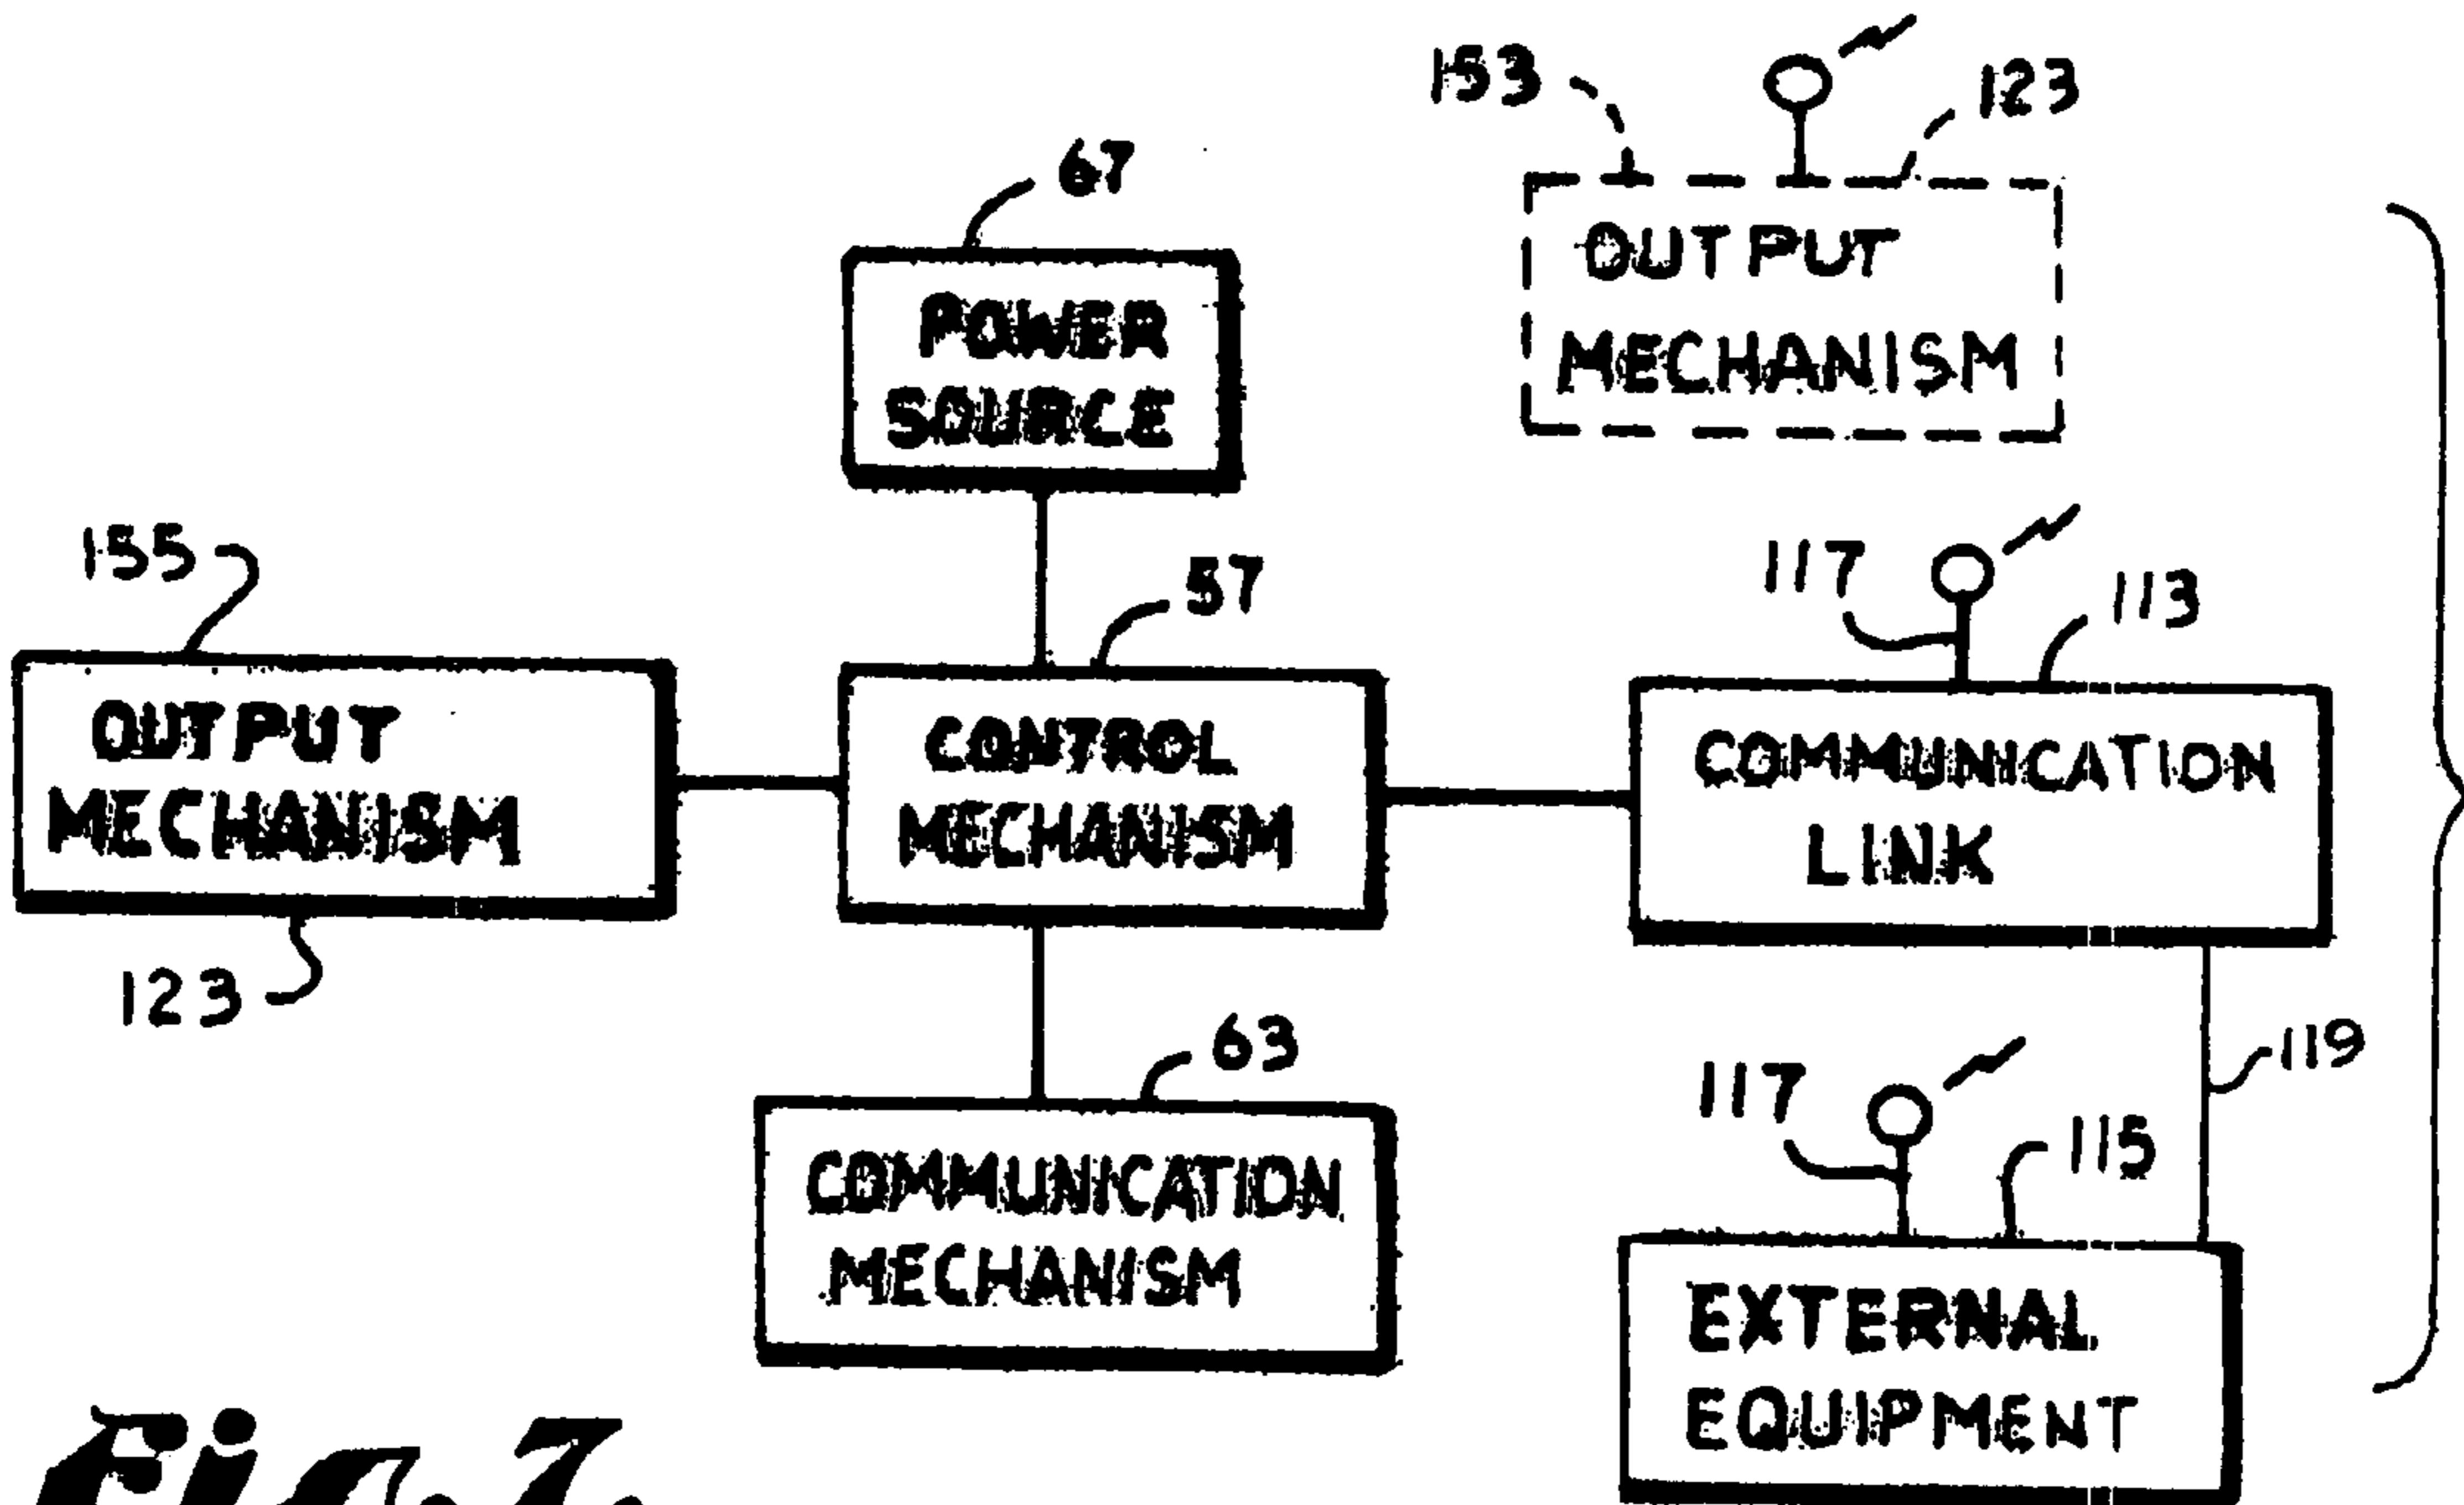 153
123
67
POWER
SOURCE
OUTPUT
MECHANISM
155
57
117
113
OUTPUT
MECHANISM
CONTROL
MECHANISM
COMMUNICATION
LINK
123
63
119
117
115
COMMUNICATION
MECHANISM
EXTERNAL
EQUIPMENT